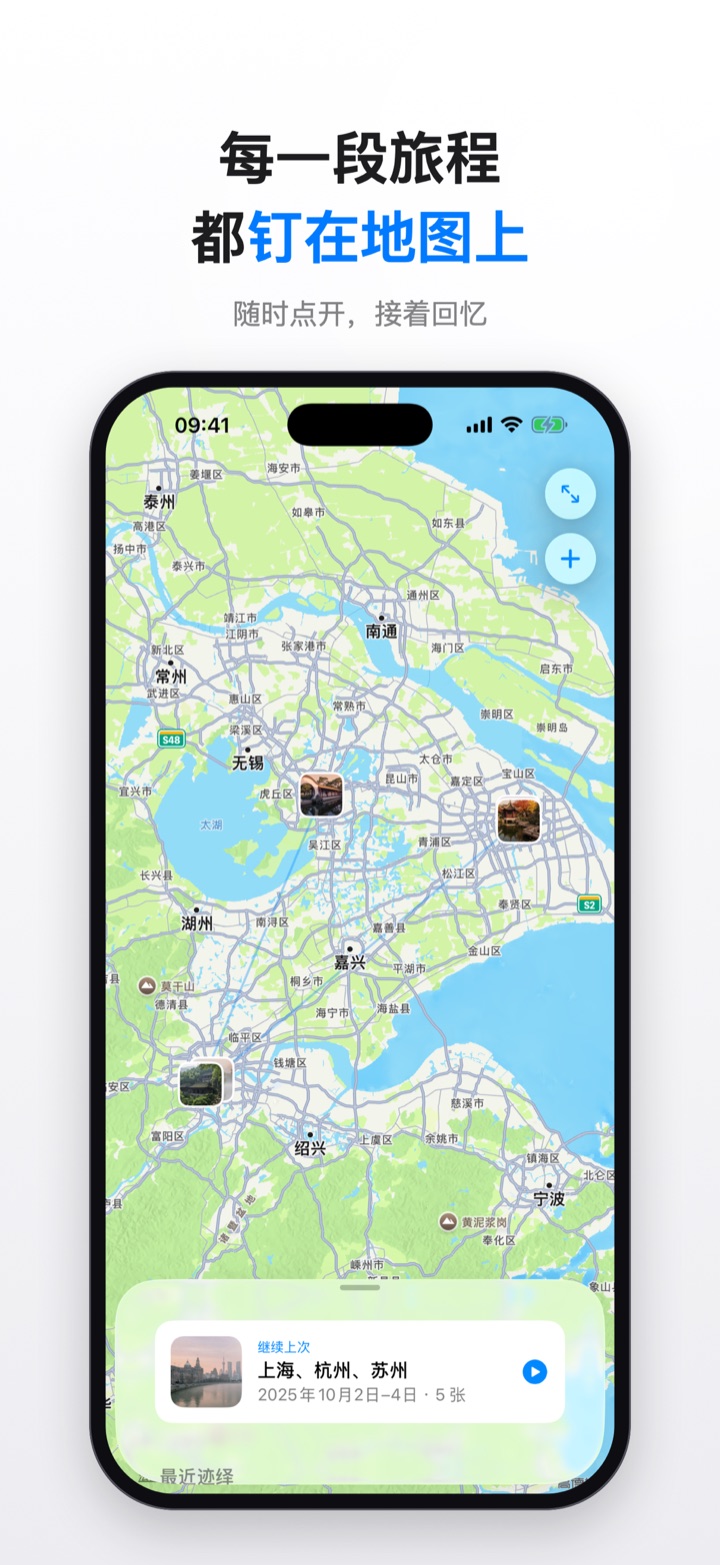 每一段旅程
都钉在地图上
随时点开，接着回忆
09:41
姜堰区
海安市
泰州
高港区
如皋市
如东县
扬中市
泰兴市
通州区
靖江市
江阴市
南通
张家港市
海门区
新北区
常州
启东市
武进区
惠山区
常熟市
崇明区
崇明岛
梁溪区
S48
无锡
太仓市
昆山市
嘉定区
宝山区
宜兴市
虎丘区
太湖
吴江区
青浦区
长兴县
松江区
奉贤区
S2
湖州
南浔区
嘉善县
嘉兴
金山区
平湖市
县
莫干山
桐乡市
德清县
海宁市
海盐县
临平区
钱塘区
安区
慈溪市
富阳区
绍兴
上虞区
余姚市
镇海区
北仑区
宁波
县
诸暨盆地
黄泥浆岗
奉化区
嵊州市
象山
继续上次
上海、杭州、苏州
2025年10月2日–4日 · 5 张
最近迹绎